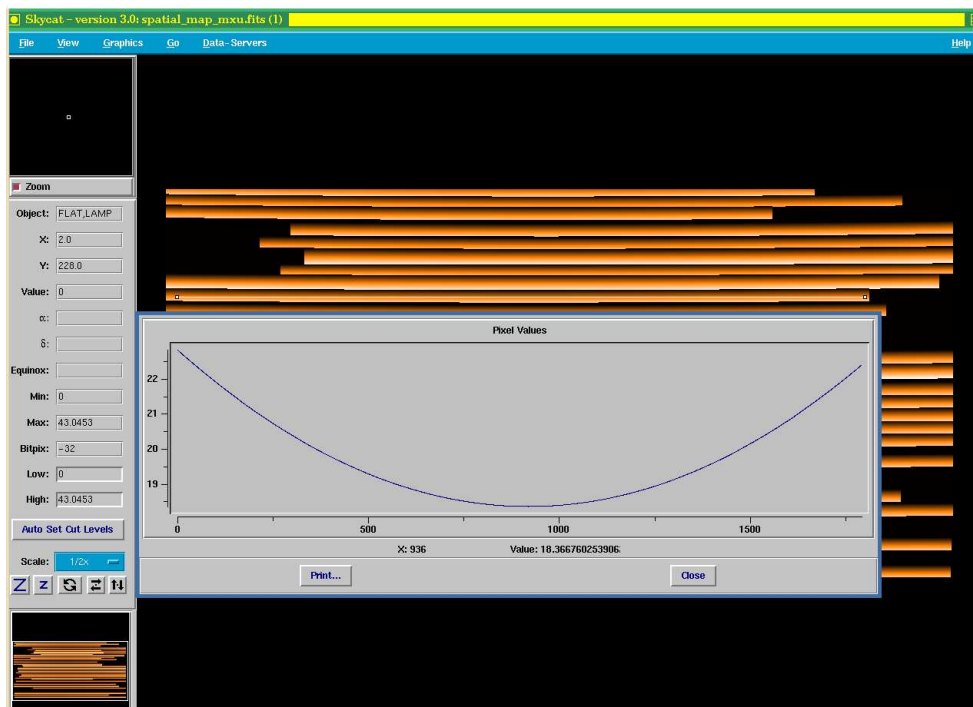 Skycat - version 3.0: spatial_map_mxu.fits (1)
File View Graphics Go Data-Servers Help
Zoom
Object: FLAT,LAMP
X: 2.0
Y: 228.0
Value: 0
α:
δ:
Equinox:
Min: 0
Max: 43.0453
Bitpix: -32
Low: 0
High: 43.0453
Auto Set Cut Levels
Scale: 1/2x
Z z
Pixel Values
22
21
20
19
0 500 1000 1500
X: 936 Value: 18.366760253906
Print... Close